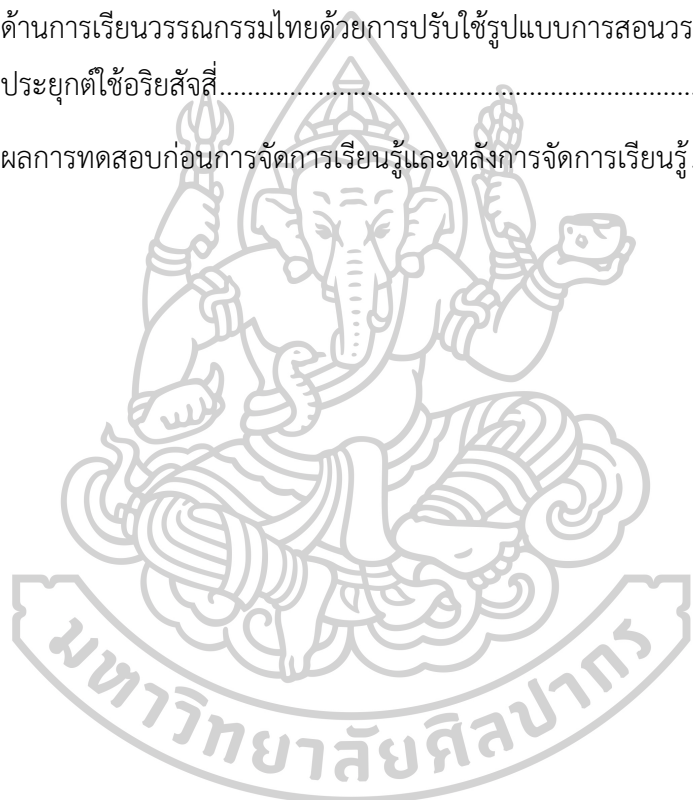 ด้านการเรียนวรรณกรรมไทยด้วยการปรับใช้รูปแบบการสอนวร
ประยุกต์ใช้อริยสัจสี่...............................................................................
ผลการทดสอบก่อนการจัดการเรียนรู้และหลังการจัดการเรียนรู้.
มหาวิทยาลัยศิลปากร